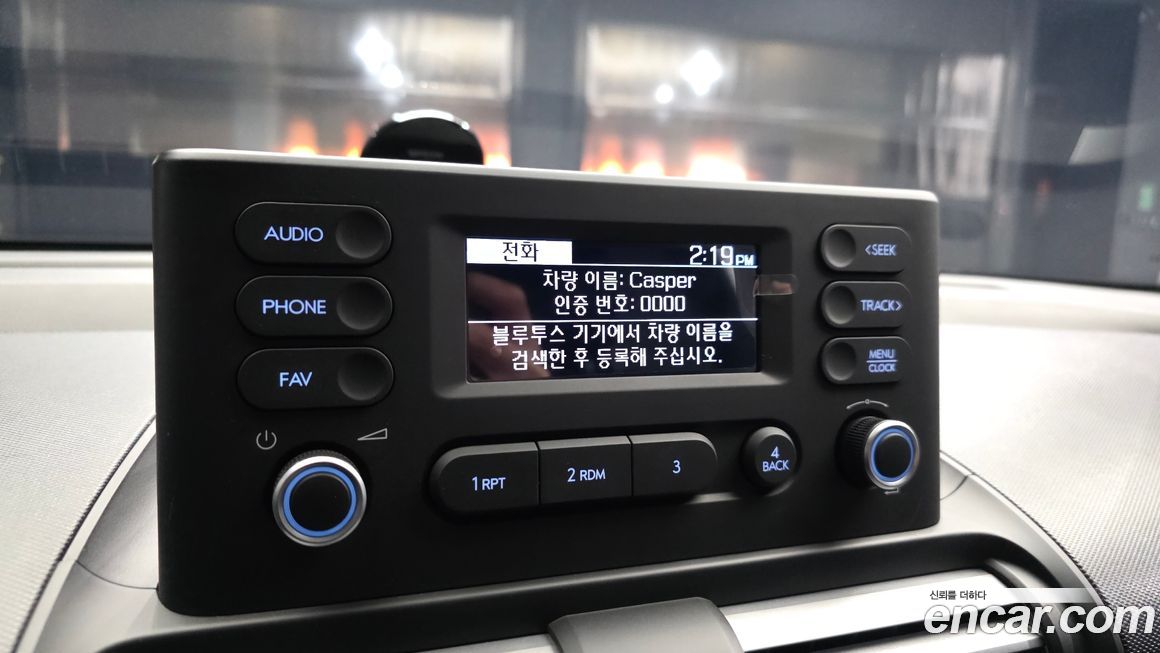 AUDIO
PHONE
FAV
전화 2:19 PM
차량 이름: Casper
인증 번호: 0000
블루투스 기기에서 차량 이름을
검색한 후 등록해 주십시오.
<SEEK
TRACK>
MENU
CLOCK
1 RPT
2 RDM
3
4
BACK
신뢰를 더하다
encar.com